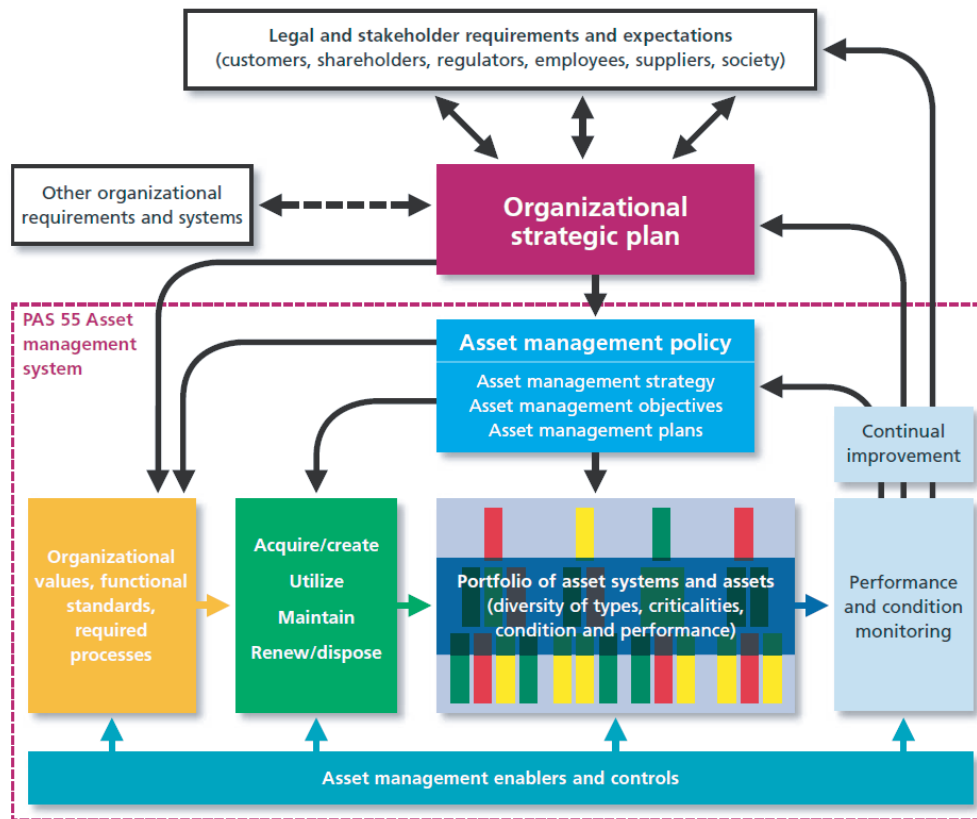 Legal and stakeholder requirements and expectations
(customers, shareholders, regulators, employees, suppliers, society)
Other organizational
requirements and systems
Organizational
strategic plan
PAS 55 Asset
management
system
Asset management policy
Asset management strategy
Asset management objectives
Asset management plans
Continual
improvement
Organizational
values, functional
standards,
required
processes
Acquire/create
Utilize
Maintain
Renew/dispose
Portfolio of asset systems and assets
(diversity of types, criticalities,
condition and performance)
Performance
and condition
monitoring
Asset management enablers and controls